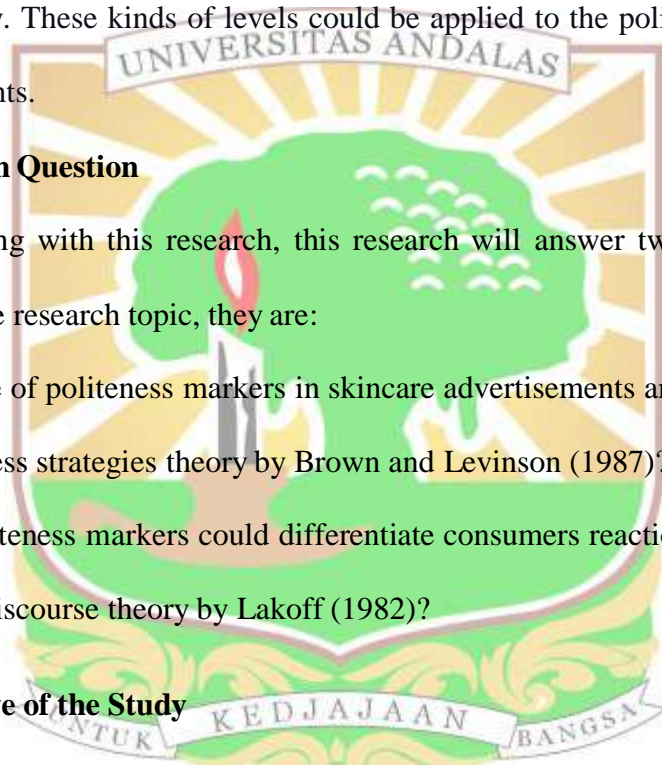 y. These kinds of levels could be applied to the poli
UNIVERSITAS ANDALAS
nts.
n Question
ng with this research, this research will answer tw
e research topic, they are:
e of politeness markers in skincare advertisements ar
ess strategies theory by Brown and Levinson (1987)?
iteness markers could differentiate consumers reactio
discourse theory by Lakoff (1982)?
ve of the Study
UNTUK KEDJAJAAN BANGSA